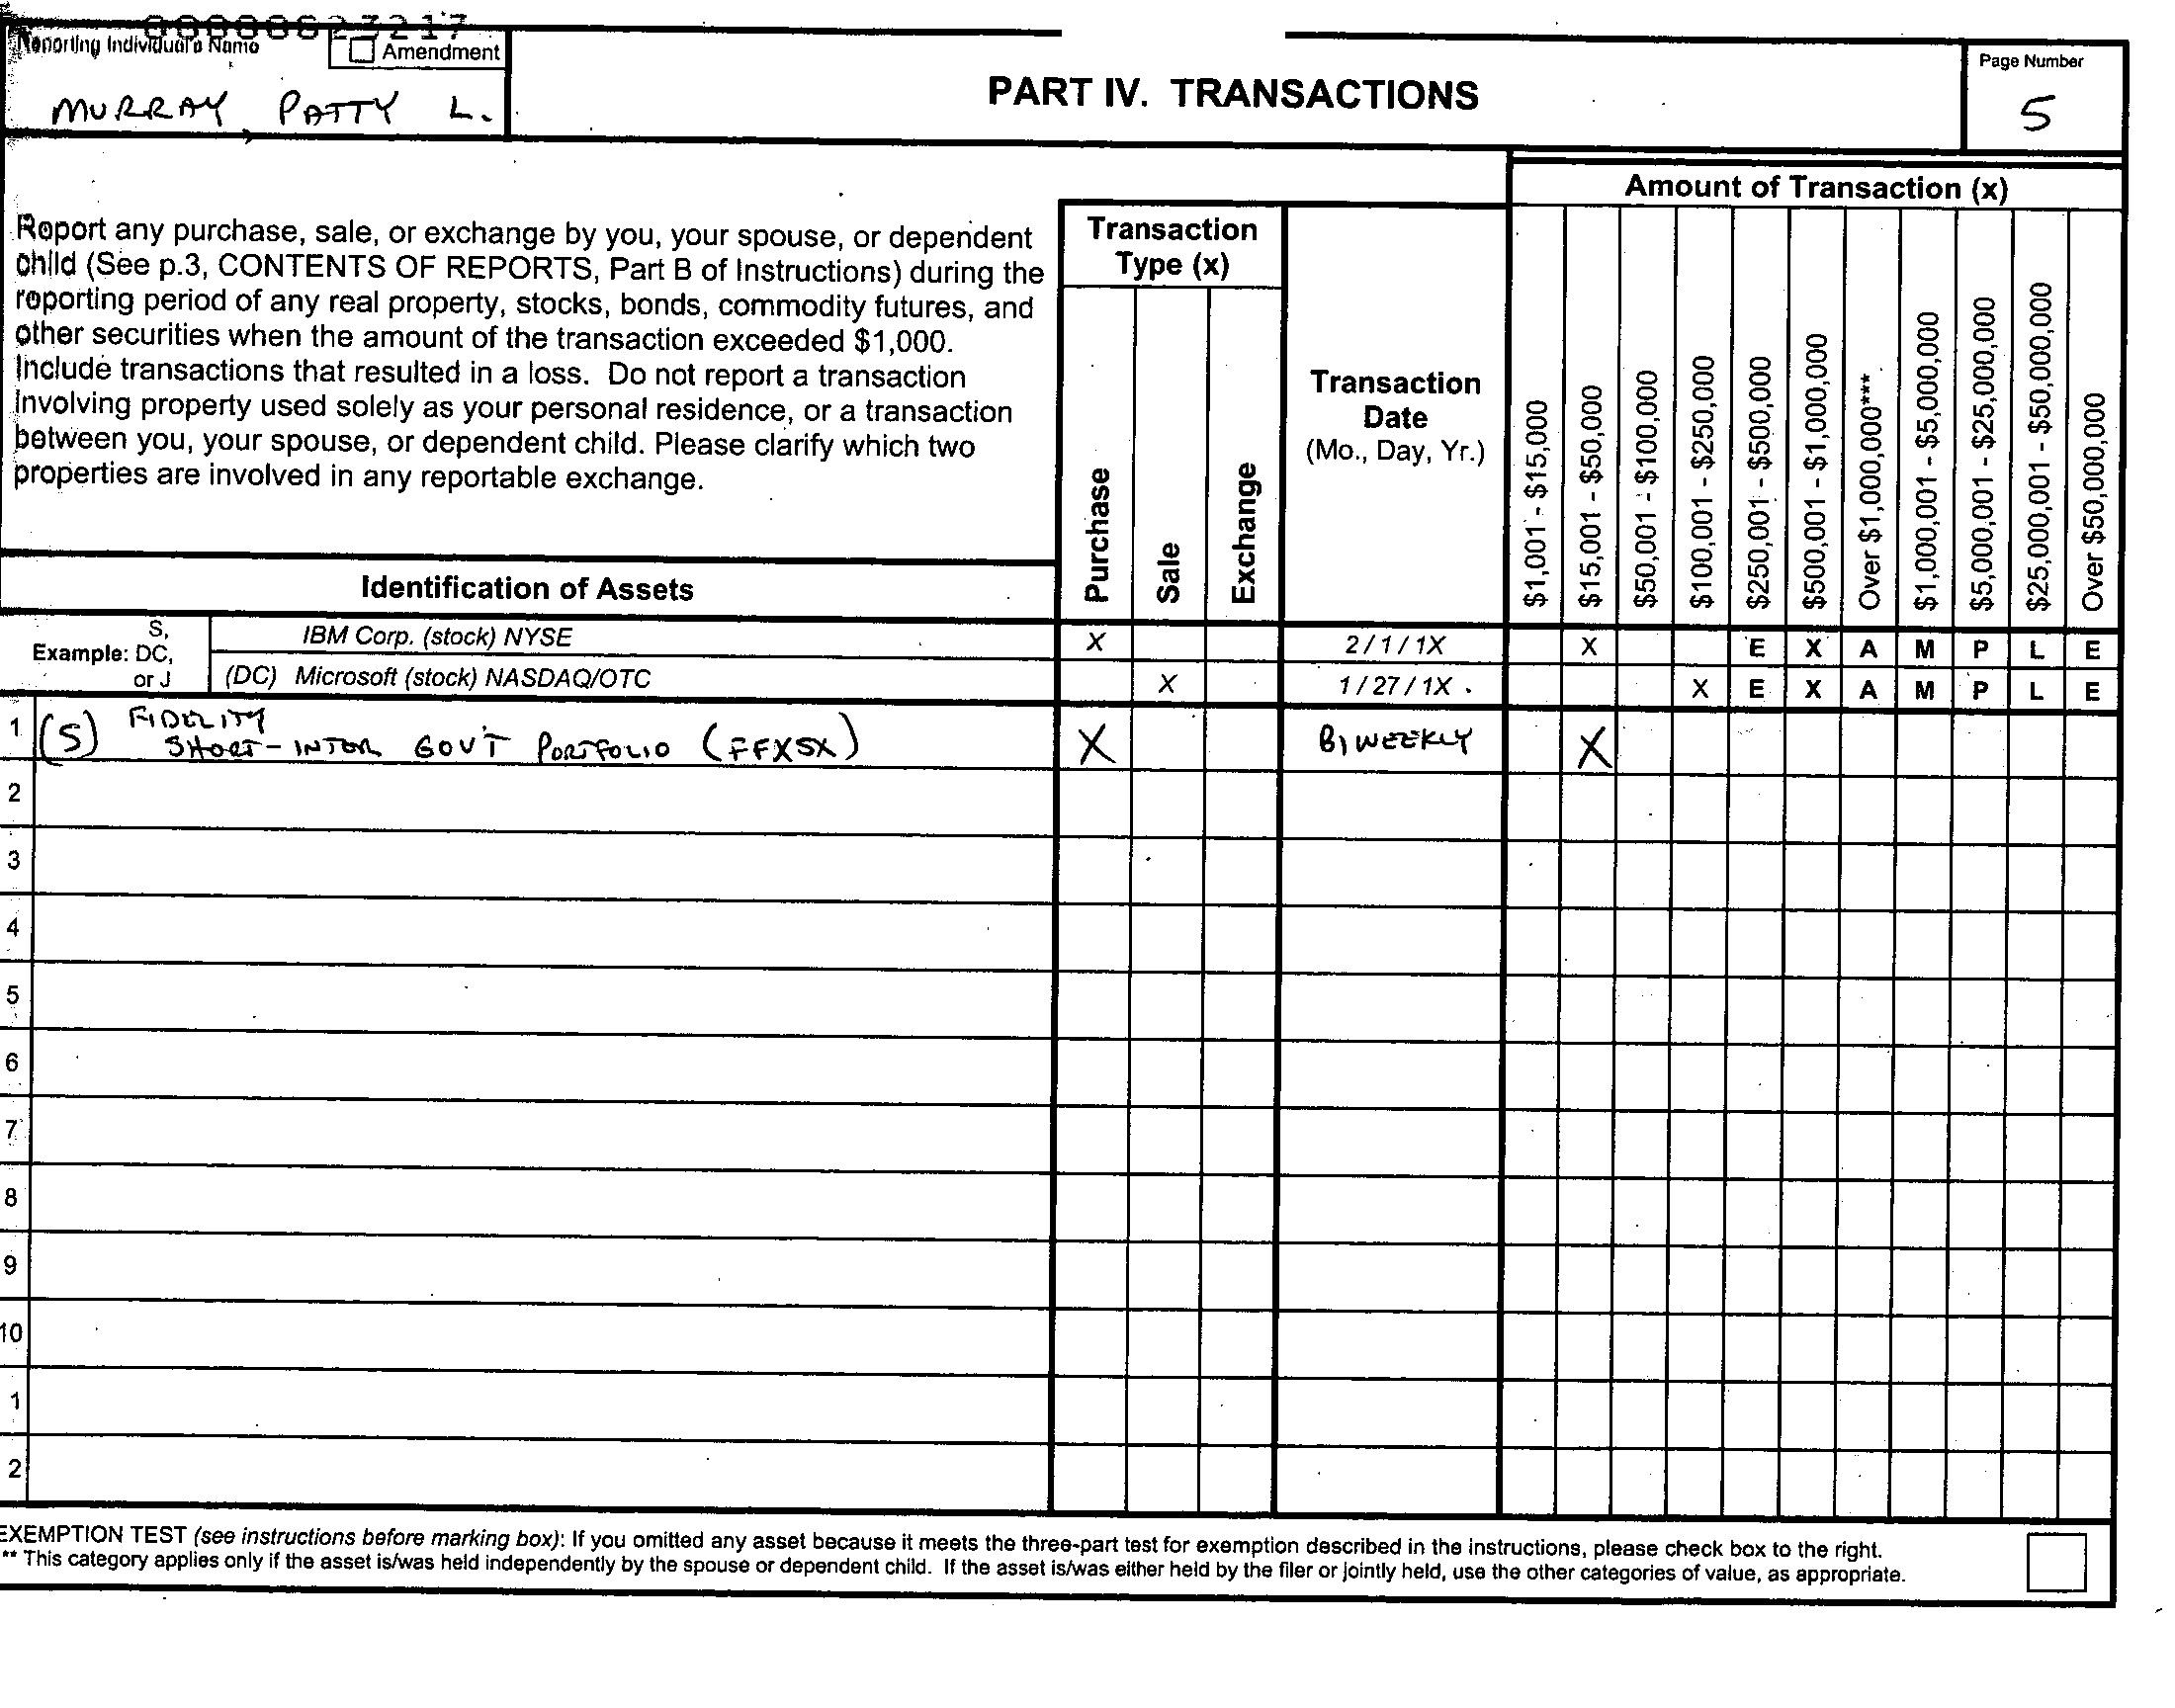 00000623217
Reporting Individual's Name
Amendment
MURRAY PATTY L.
PART IV. TRANSACTIONS
Page Number
5
Report any purchase, sale, or exchange by you, your spouse, or dependent
child (See p.3, CONTENTS OF REPORTS, Part B of Instructions) during the
reporting period of any real property, stocks, bonds, commodity futures, and
other securities when the amount of the transaction exceeded $1,000.
Include transactions that resulted in a loss. Do not report a transaction
involving property used solely as your personal residence, or a transaction
between you, your spouse, or dependent child. Please clarify which two
properties are involved in any reportable exchange.
Identification of Assets
Transaction
Type (x)
Purchase
Sale
Exchange
Transaction
Date
(Mo., Day, Yr.)
Amount of Transaction (x)
$1,001 - $15,000
$15,001 - $50,000
$50,001 - $100,000
$100,001 - $250,000
$250,001 - $500,000
$500,001 - $1,000,000
Over $1,000,000***
$1,000,001 - $5,000,000
$5,000,001 - $25,000,000
$25,000,001 - $50,000,000
Over $50,000,000
Example: S, DC, or J
IBM Corp. (stock) NYSE X 2/1/1X X E X A M P L E
(DC) Microsoft (stock) NASDAQ/OTC X 1/27/1X . X E X A M P L E
1 (S) FIDELITY
SHORT-INTER GOV'T PORTFOLIO (FFXSX) X BIWEEKLY X
2
3
4
5
6
7
8
9
10
1
2
EXEMPTION TEST (see instructions before marking box): If you omitted any asset because it meets the three-part test for exemption described in the instructions, please check box to the right.
** This category applies only if the asset is/was held independently by the spouse or dependent child. If the asset is/was either held by the filer or jointly held, use the other categories of value, as appropriate.